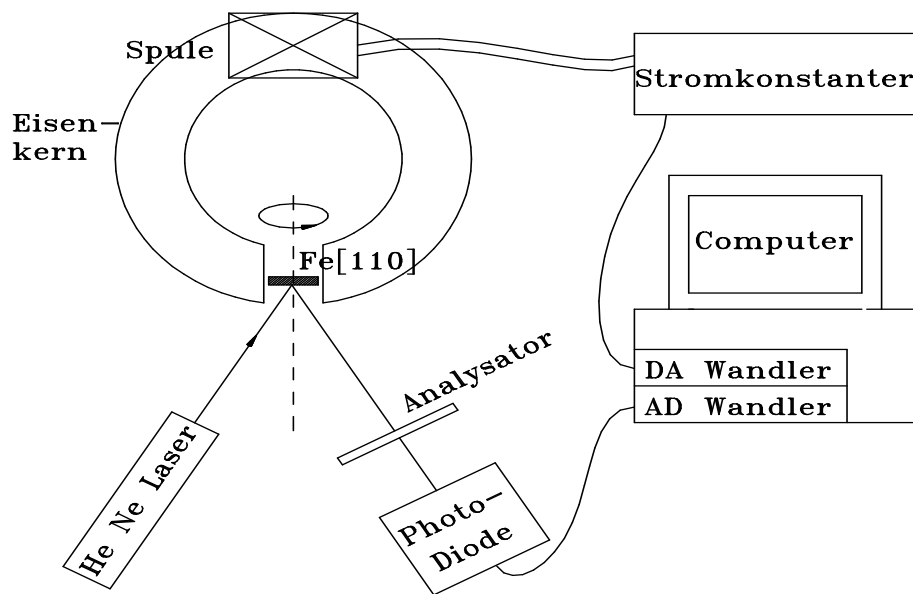 Spule
Stromkonstanter
Eisen-
kern
Computer
Fe[110]
Analysator
DA Wandler
AD Wandler
He Ne Laser
Photo-
Diode